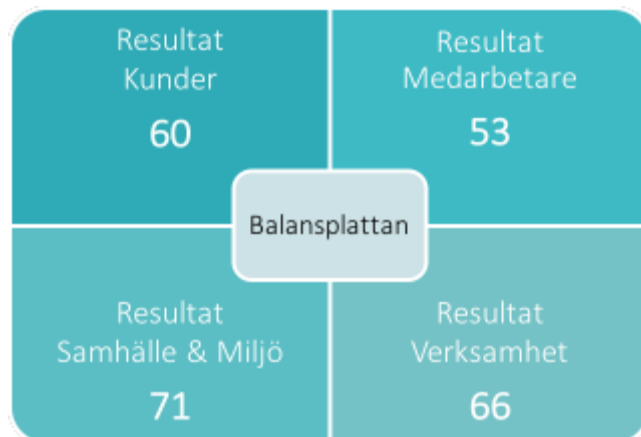 Resultat
Kunder
60
Resultat
Medarbetare
53
Balansplattan
Resultat
Samhälle & Miljö
71
Resultat
Verksamhet
66